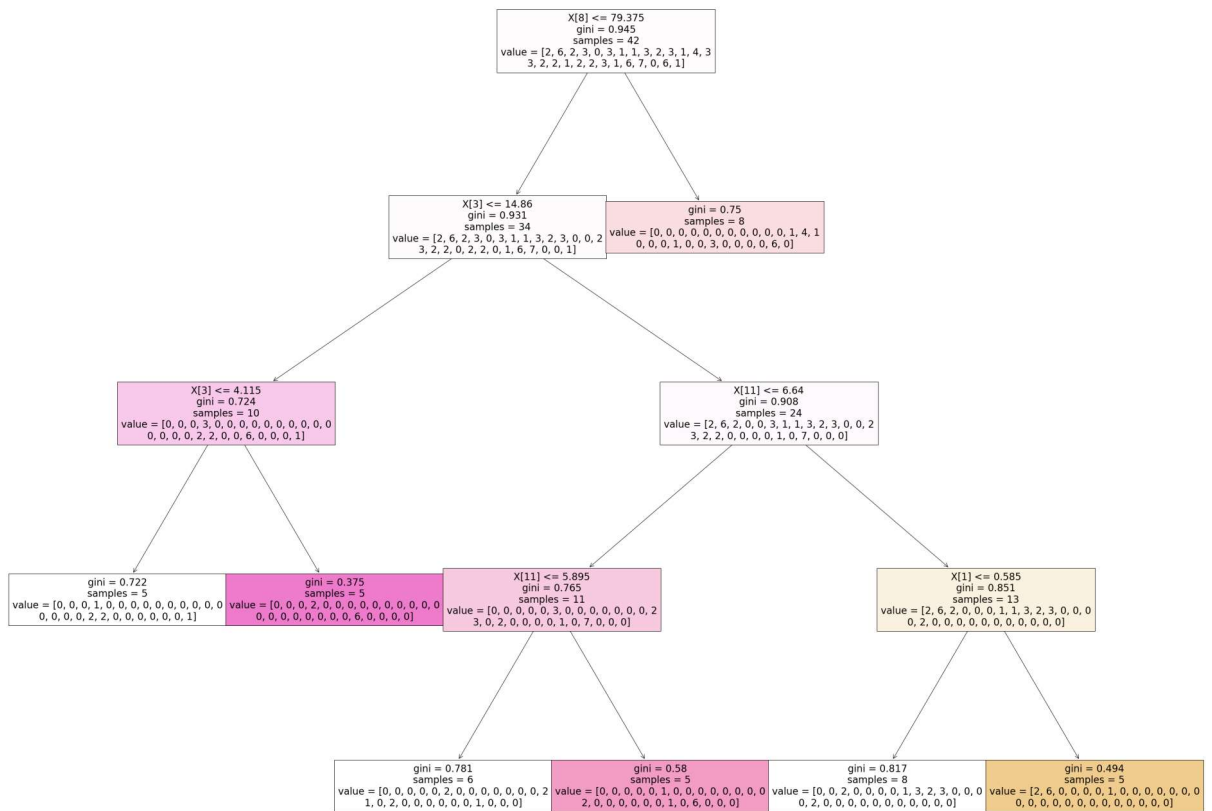 X[8] <= 79.375
gini = 0.945
samples = 42
value = [2, 6, 2, 3, 0, 3, 1, 1, 3, 2, 3, 1, 4, 3
3, 2, 2, 1, 2, 2, 3, 1, 6, 7, 0, 6, 1]
X[3] <= 14.86
gini = 0.931
samples = 34
value = [2, 6, 2, 3, 0, 3, 1, 1, 3, 2, 3, 0, 0, 2
3, 2, 2, 0, 2, 2, 0, 1, 6, 7, 0, 0, 1]
gini = 0.75
samples = 8
value = [0, 0, 0, 0, 0, 0, 0, 0, 0, 0, 0, 1, 4, 1
0, 0, 0, 1, 0, 0, 3, 0, 0, 0, 0, 6, 0]
X[3] <= 4.115
gini = 0.724
samples = 10
value = [0, 0, 0, 3, 0, 0, 0, 0, 0, 0, 0, 0, 0, 0
0, 0, 0, 0, 2, 2, 0, 0, 6, 0, 0, 0, 1]
X[11] <= 6.64
gini = 0.908
samples = 24
value = [2, 6, 2, 0, 0, 3, 1, 1, 3, 2, 3, 0, 0, 2
3, 2, 2, 0, 0, 0, 0, 1, 0, 7, 0, 0, 0]
gini = 0.722
samples = 5
value = [0, 0, 0, 1, 0, 0, 0, 0, 0, 0, 0, 0, 0, 0
0, 0, 0, 0, 2, 2, 0, 0, 0, 0, 0, 0, 1]
gini = 0.375
samples = 5
value = [0, 0, 0, 2, 0, 0, 0, 0, 0, 0, 0, 0, 0, 0
0, 0, 0, 0, 0, 0, 0, 0, 6, 0, 0, 0, 0]
X[11] <= 5.895
gini = 0.765
samples = 11
value = [0, 0, 0, 0, 0, 3, 0, 0, 0, 0, 0, 0, 0, 2
3, 0, 2, 0, 0, 0, 0, 1, 0, 7, 0, 0, 0]
X[1] <= 0.585
gini = 0.851
samples = 13
value = [2, 6, 2, 0, 0, 0, 1, 1, 3, 2, 3, 0, 0, 0
0, 2, 0, 0, 0, 0, 0, 0, 0, 0, 0, 0, 0]
gini = 0.781
samples = 6
value = [0, 0, 0, 0, 0, 2, 0, 0, 0, 0, 0, 0, 0, 2
1, 0, 2, 0, 0, 0, 0, 0, 0, 1, 0, 0, 0]
gini = 0.58
samples = 5
value = [0, 0, 0, 0, 0, 1, 0, 0, 0, 0, 0, 0, 0, 0
2, 0, 0, 0, 0, 0, 0, 1, 0, 6, 0, 0, 0]
gini = 0.817
samples = 8
value = [0, 0, 2, 0, 0, 0, 0, 1, 3, 2, 3, 0, 0, 0
0, 2, 0, 0, 0, 0, 0, 0, 0, 0, 0, 0, 0]
gini = 0.494
samples = 5
value = [2, 6, 0, 0, 0, 0, 1, 0, 0, 0, 0, 0, 0, 0
0, 0, 0, 0, 0, 0, 0, 0, 0, 0, 0, 0, 0]